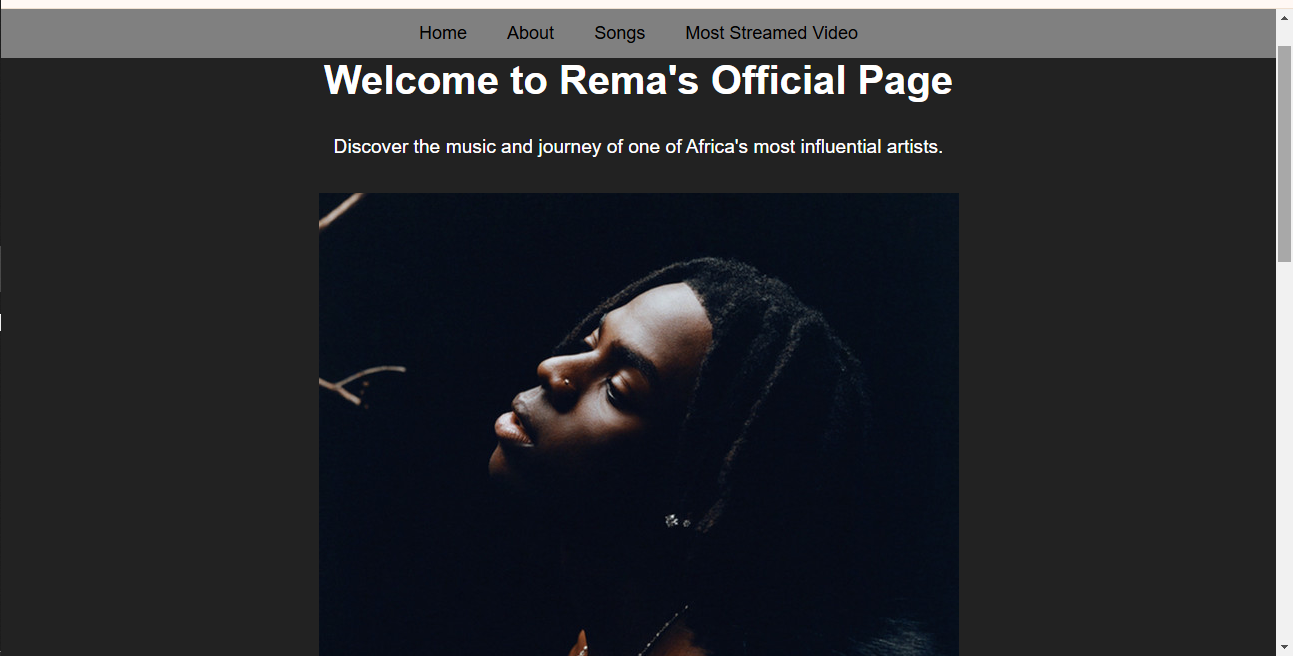 Home About Songs Most Streamed Video
Welcome to Rema's Official Page
Discover the music and journey of one of Africa's most influential artists.